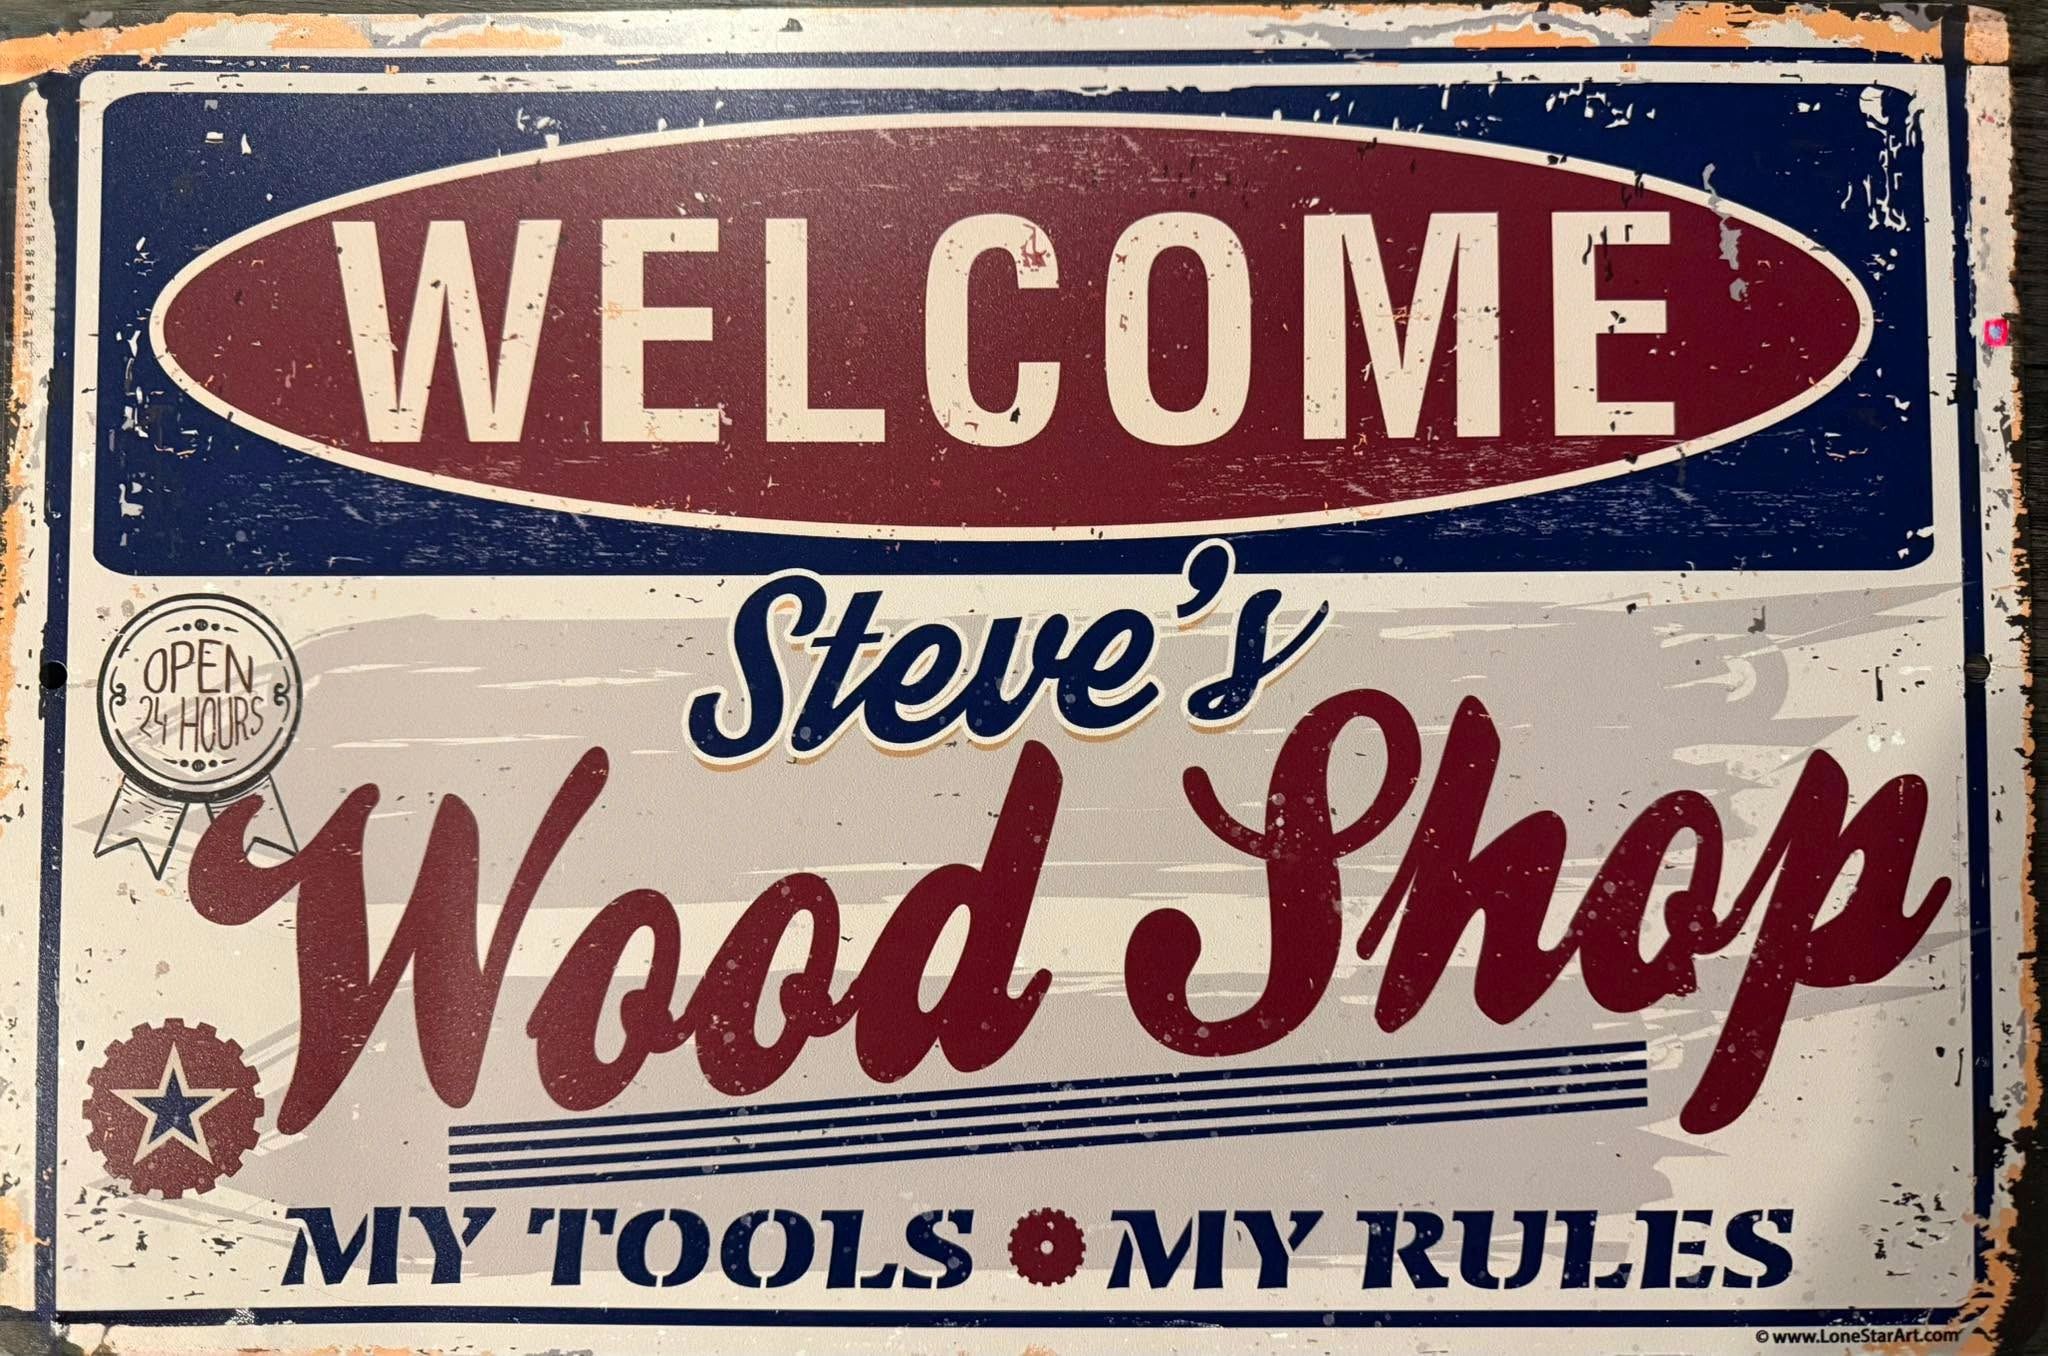 WELCOME
Steve's
OPEN
24 HOURS
Wood Shop
MY TOOLS MY RULES
© www.LoneStarArt.com